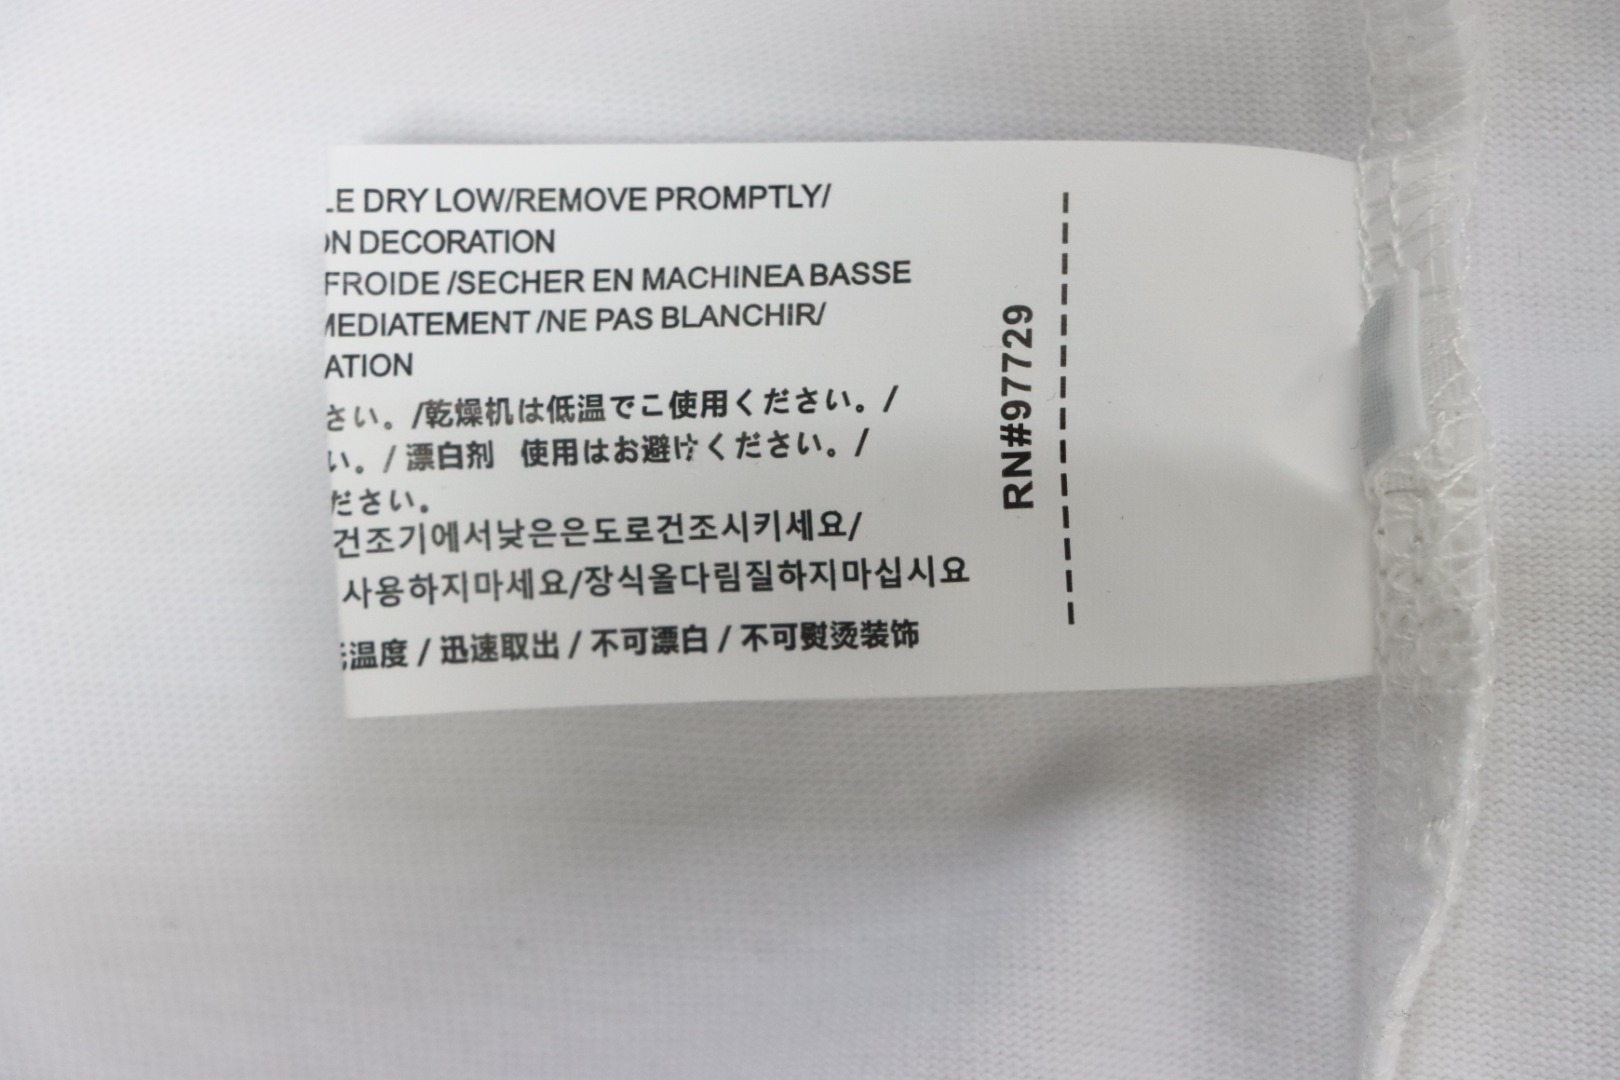 LE DRY LOW/REMOVE PROMPTLY/
ON DECORATION
FROIDE /SECHER EN MACHINEA BASSE
MEDIATEMENT /NE PAS BLANCHIR/
ATION
さい。/乾燥机は低温でご使用ください。/
い。/ 漂白剂 使用はお避けください。/
ださい。
건조기에서낮은은도로건조시키세요/
사용하지마세요/장식올다림질하지마십시요
温度 / 迅速取出 / 不可漂白 / 不可熨烫装饰
RN#97729